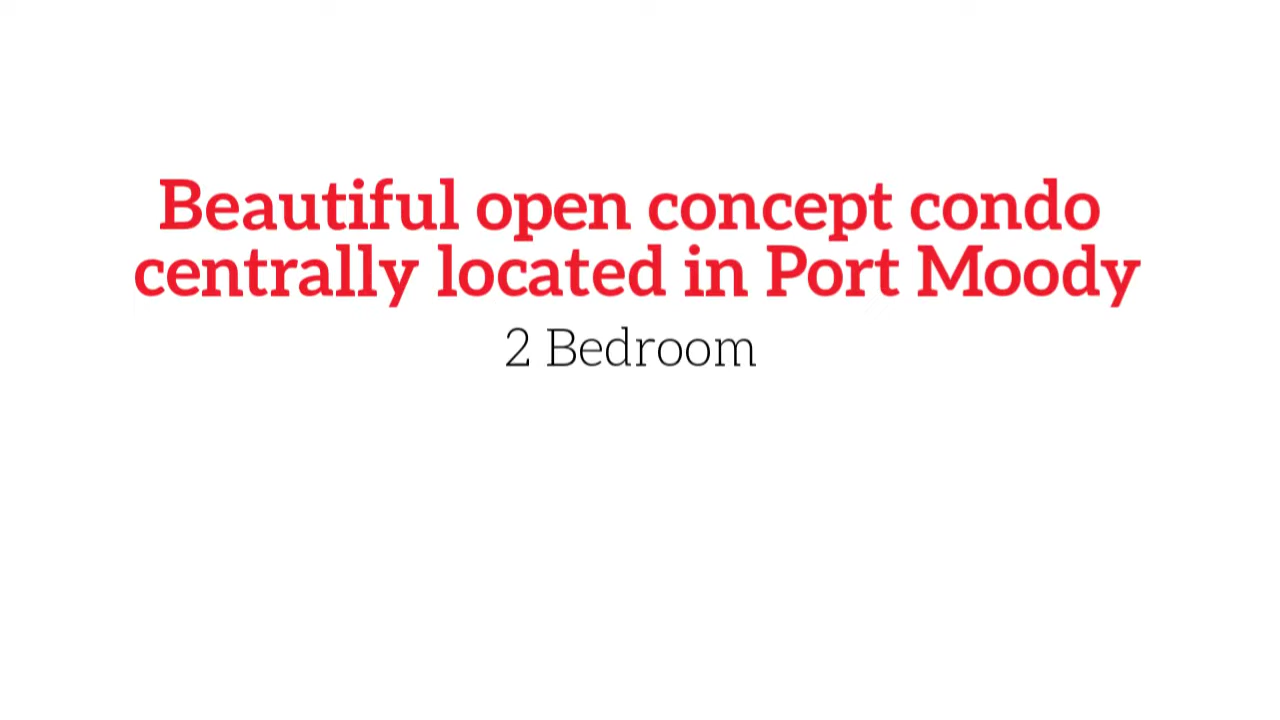 Beautiful open concept condo
centrally located in Port Moody
2 Bedroom